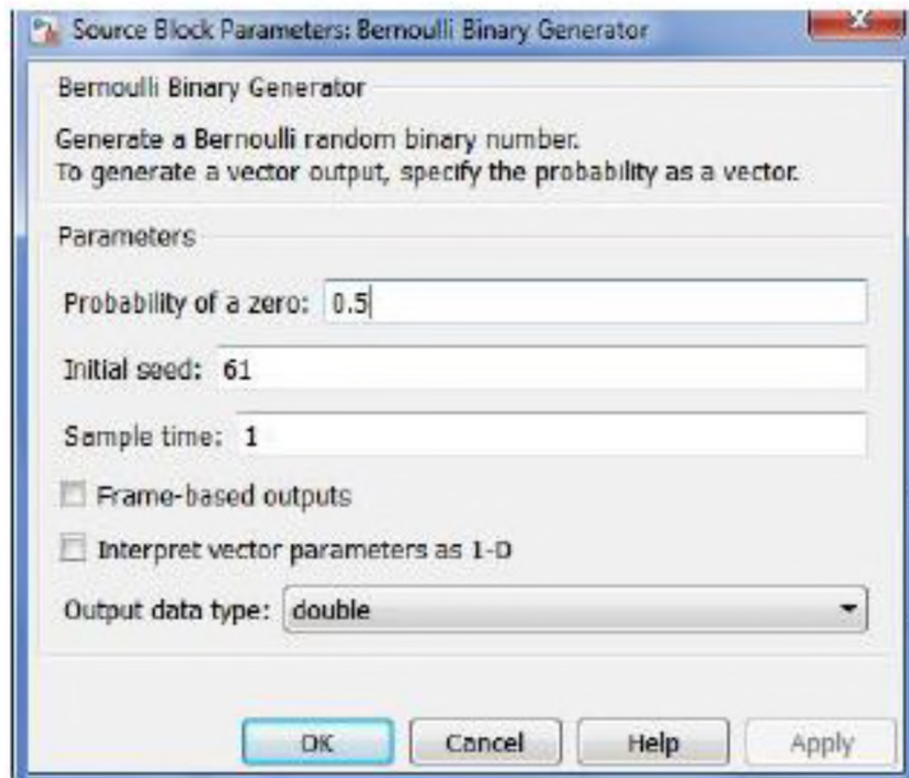 Source Block Parameters: Bernoulli Binary Generator
Bernoulli Binary Generator
Generate a Bernoulli random binary number.
To generate a vector output, specify the probability as a vector.
Parameters
Probability of a zero: 0.5
Initial seed: 61
Sample time: 1
Frame-based outputs
Interpret vector parameters as 1-D
Output data type: double
OK Cancel Help Apply